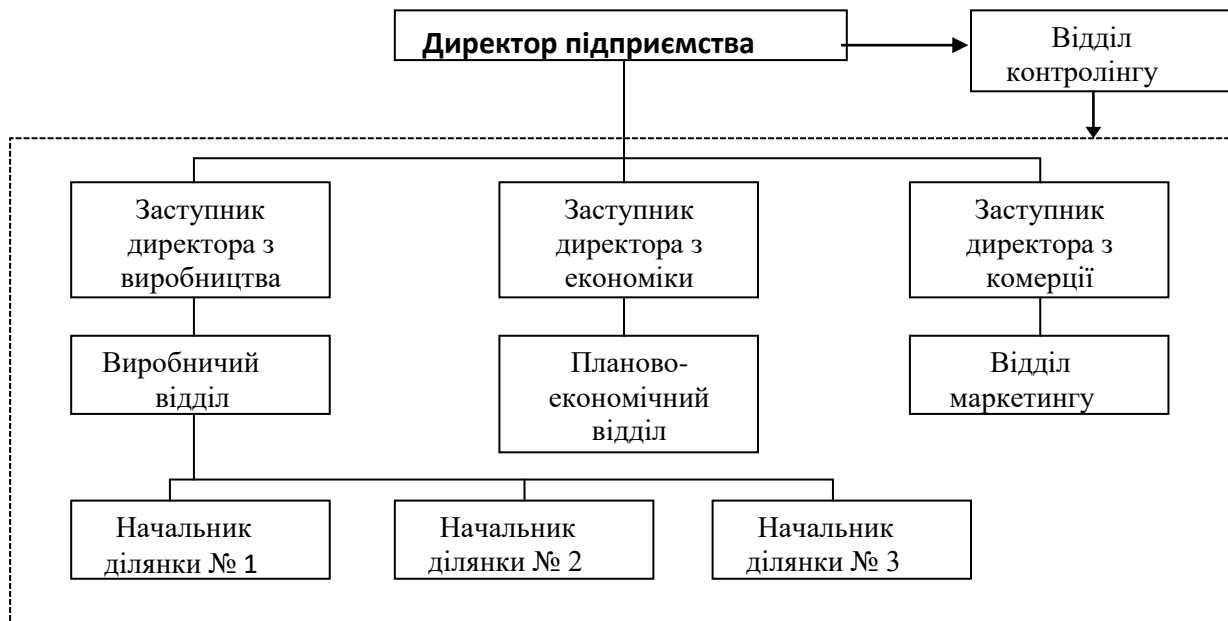 Директор підприємства
Відділ
контролінгу
Заступник
директора з
виробництва
Заступник
директора з
економіки
Заступник
директора з
комерції
Виробничий
відділ
Планово-
економічний
відділ
Відділ
маркетингу
Начальник
ділянки № 1
Начальник
ділянки № 2
Начальник
ділянки № 3